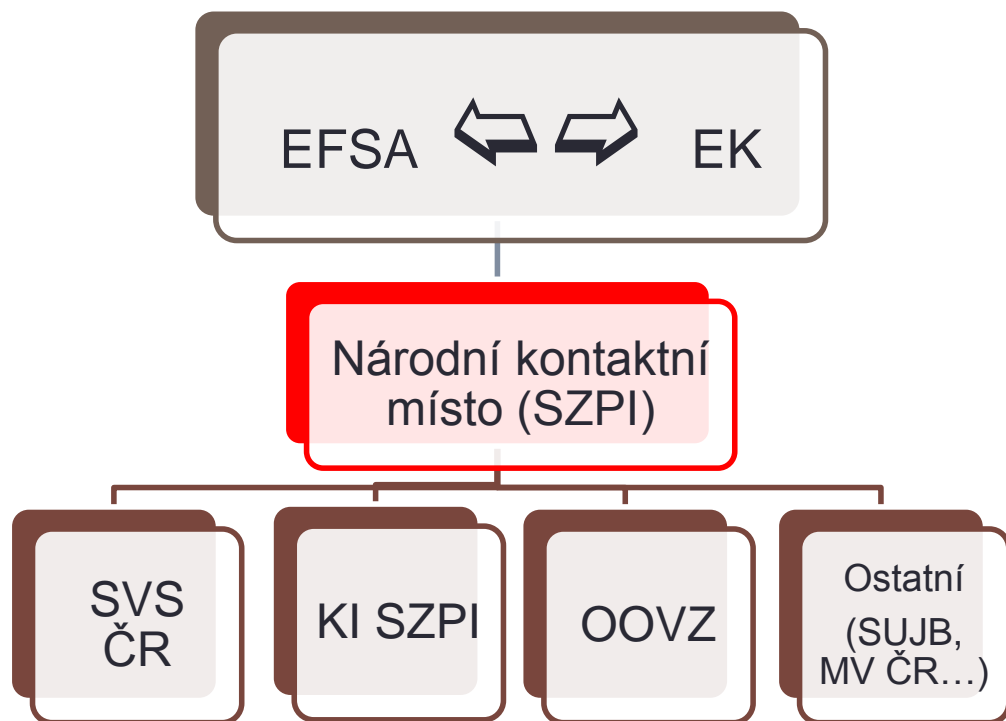 EFSA EK
Národní kontaktní
místo (SZPI)
SVS
ČR
KI SZPI
OOVZ
Ostatní
(SUJB,
MV ČR…)